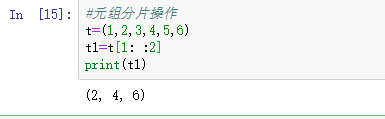 In [15]: #元组分片操作
t=(1,2,3,4,5,6)
t1=t[1: :2]
print(t1)
(2, 4, 6)